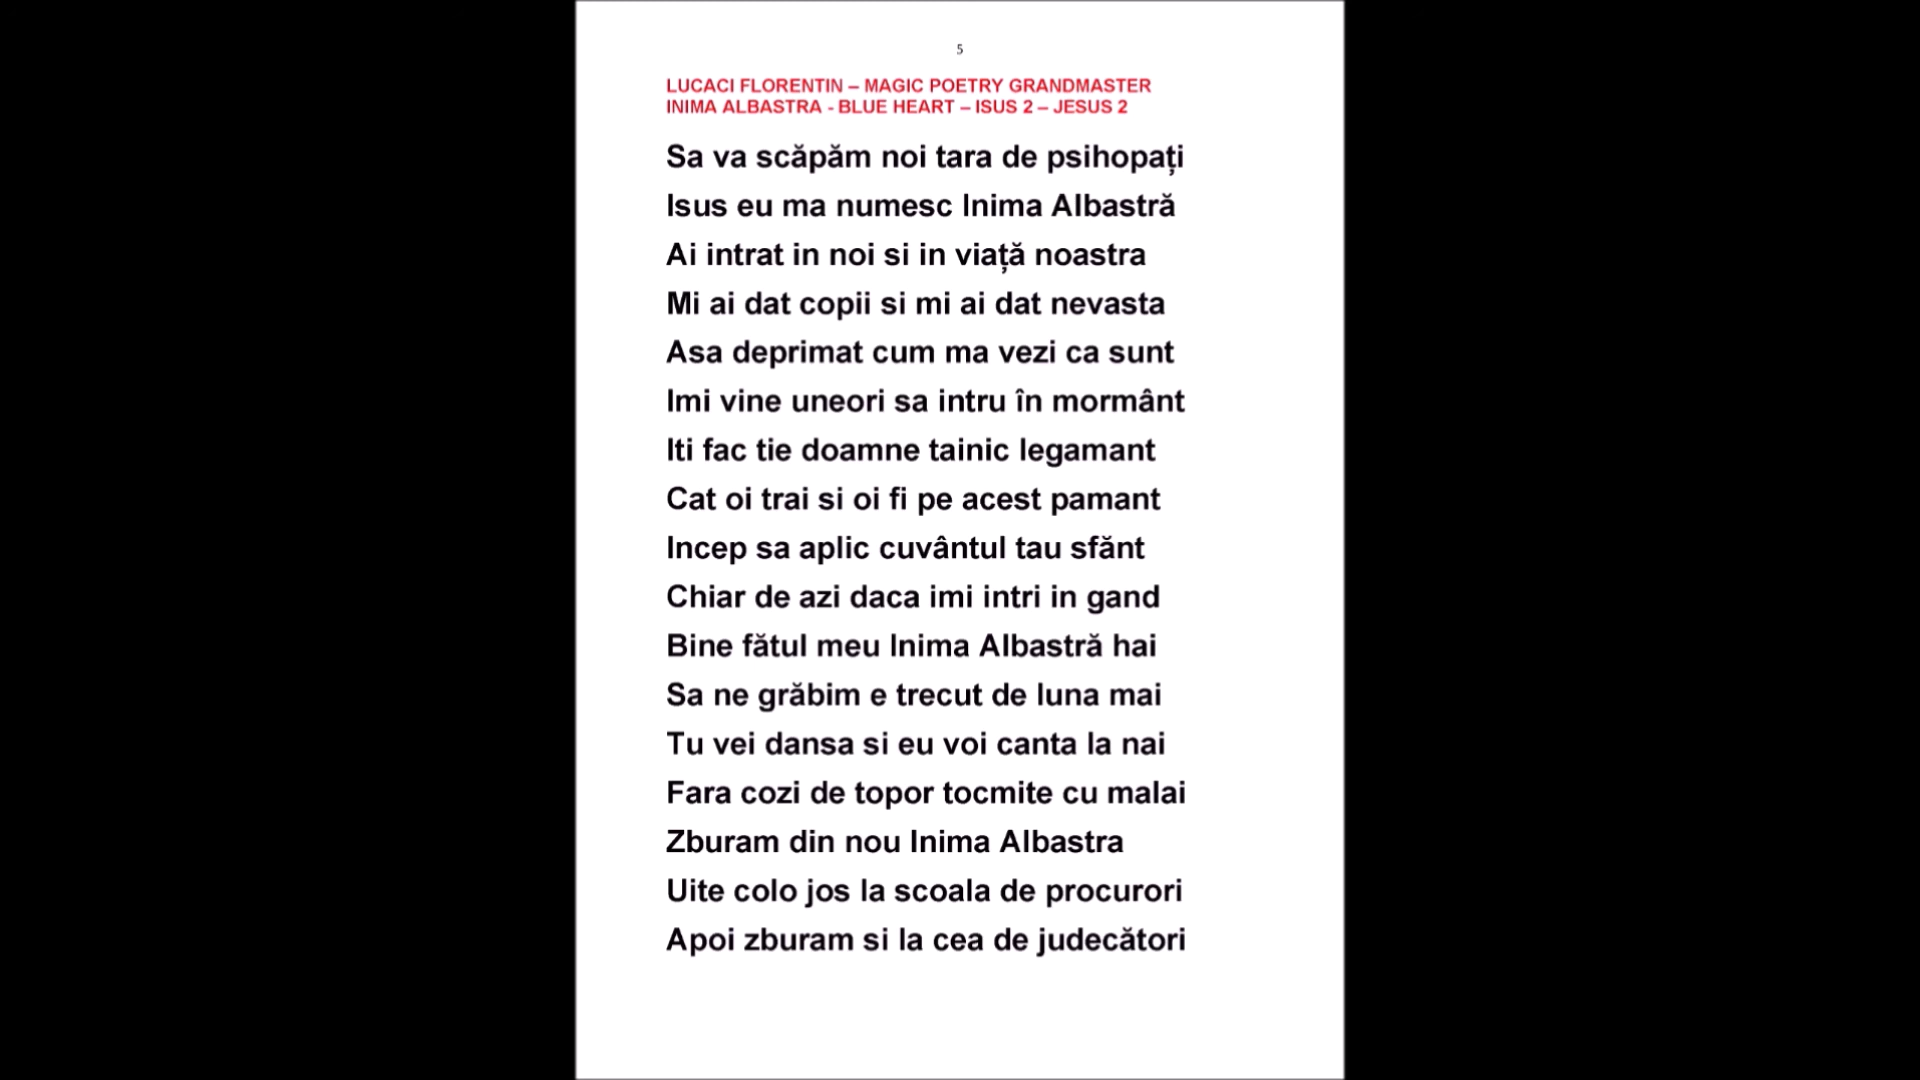 5
LUCACI FLORENTIN – MAGIC POETRY GRANDMASTER
INIMA ALBASTRA - BLUE HEART – ISUS 2 – JESUS 2
Sa va scăpăm noi tara de psihopați
Isus eu ma numesc Inima Albastră
Ai intrat in noi si in viață noastra
Mi ai dat copii si mi ai dat nevasta
Asa deprimat cum ma vezi ca sunt
Imi vine uneori sa intru în mormânt
Iti fac tie doamne tainic legamant
Cat oi trai si oi fi pe acest pamant
Incep sa aplic cuvântul tau sfănt
Chiar de azi daca imi intri in gand
Bine fătul meu Inima Albastră hai
Sa ne grăbim e trecut de luna mai
Tu vei dansa si eu voi canta la nai
Fara cozi de topor tocmite cu malai
Zburam din nou Inima Albastra
Uite colo jos la scoala de procurori
Apoi zburam si la cea de judecători